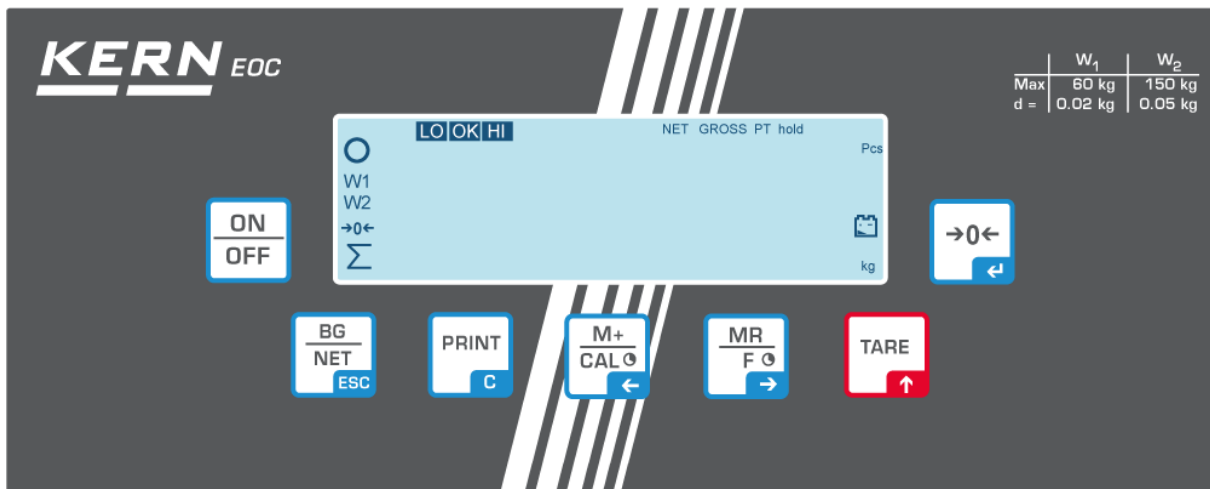 KERN EOC
W₁ W₂
Max 60 kg 150 kg
d = 0.02 kg 0.05 kg
LO OK HI NET GROSS PT hold
Pcs
W1
W2
→0←
Σ
kg
ON
OFF
→0←
BG
NET
ESC
PRINT
C
M+
CAL
←
MR
F
→
TARE
↑